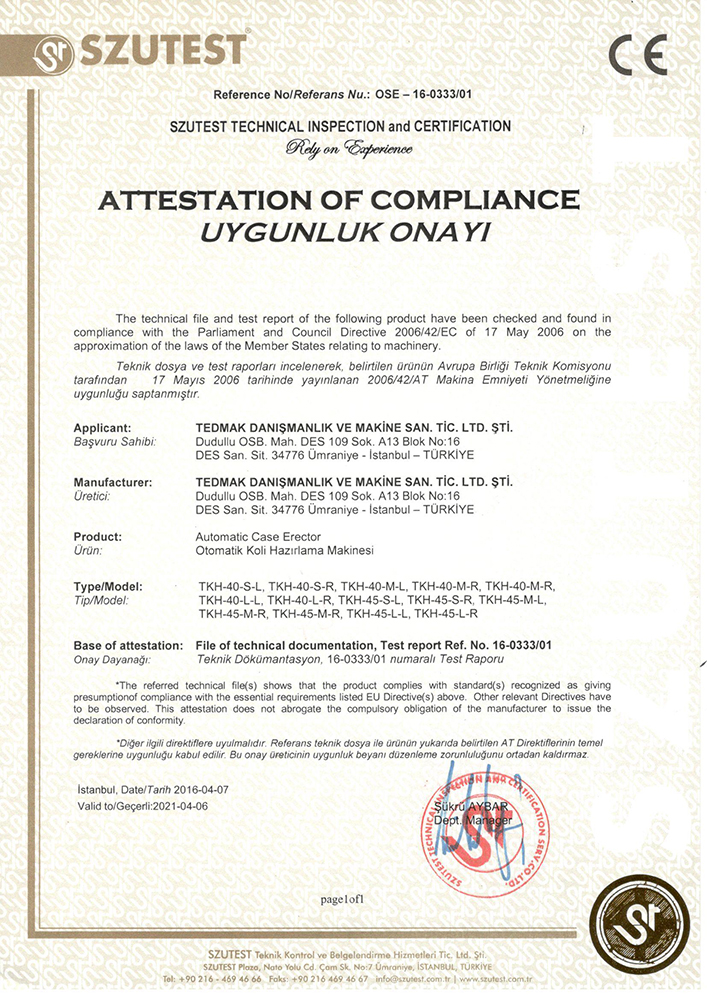 SZUTEST®
CE
Reference No/Referans Nu.: OSE – 16-0333/01
SZUTEST TECHNICAL INSPECTION and CERTIFICATION
Rely on Experience
ATTESTATION OF COMPLIANCE
UYGUNLUK ONAYI
The technical file and test report of the following product have been checked and found in
compliance with the Parliament and Council Directive 2006/42/EC of 17 May 2006 on the
approximation of the laws of the Member States relating to machinery.
Teknik dosya ve test raporları incelenerek, belirtilen ürünün Avrupa Birliği Teknik Komisyonu
tarafından 17 Mayıs 2006 tarihinde yayınlanan 2006/42/AT Makina Emniyeti Yönetmeliğine
uygunluğu saptanmıştır.
Applicant: TEDMAK DANIŞMANLIK VE MAKİNE SAN. TİC. LTD. ŞTİ.
Başvuru Sahibi: Dudullu OSB. Mah. DES 109 Sok. A13 Blok No:16
DES San. Sit. 34776 Ümraniye - İstanbul – TÜRKİYE
Manufacturer: TEDMAK DANIŞMANLIK VE MAKİNE SAN. TİC. LTD. ŞTİ.
Üretici: Dudullu OSB. Mah. DES 109 Sok. A13 Blok No:16
DES San. Sit. 34776 Ümraniye - İstanbul – TÜRKİYE
Product: Automatic Case Erector
Ürün: Otomatik Koli Hazırlama Makinesi
Type/Model: TKH-40-S-L, TKH-40-S-R, TKH-40-M-L, TKH-40-M-R, TKH-40-M-R,
Tip/Model: TKH-40-L-L, TKH-40-L-R, TKH-45-S-L, TKH-45-S-R, TKH-45-M-L,
TKH-45-M-R, TKH-45-M-R, TKH-45-L-L, TKH-45-L-R
Base of attestation: File of technical documentation, Test report Ref. No. 16-0333/01
Onay Dayanağı: Teknik Dökümantasyon, 16-0333/01 numaralı Test Raporu
*The referred technical file(s) shows that the product complies with standard(s) recognized as giving
presumptionof compliance with the essential requirements listed EU Directive(s) above. Other relevant Directives have
to be observed. This attestation does not abrogate the compulsory obligation of the manufacturer to issue the
declaration of conformity.
*Diğer ilgili direktiflere uyulmalıdır. Referans teknik dosya ile ürünün yukarıda belirtilen AT Direktiflerinin temel
gereklerine uygunluğu kabul edilir. Bu onay üreticinin uygunluk beyanı düzenleme zorunluluğunu ortadan kaldırmaz.
İstanbul, Date/Tarih 2016-04-07
Valid to/Geçerli:2021-04-06
Şükrü AYBAR
Dept. Manager
SZUTEST TECHNICAL INSPECTION AND CERTIFICATION SERV.CO.LTD.
page1of1
SZUTEST Teknik Kontrol ve Belgelendirme Hizmetleri Tic. Ltd. Şti.
SZUTEST Plaza, Nato Yolu Cd. Çam Sk. No:7 Ümraniye, İSTANBUL, TÜRKİYE
Tel: +90 216 - 469 46 66 Faks: +90 216 469 46 67 info@szutest.com.tr | www.szutest.com.tr